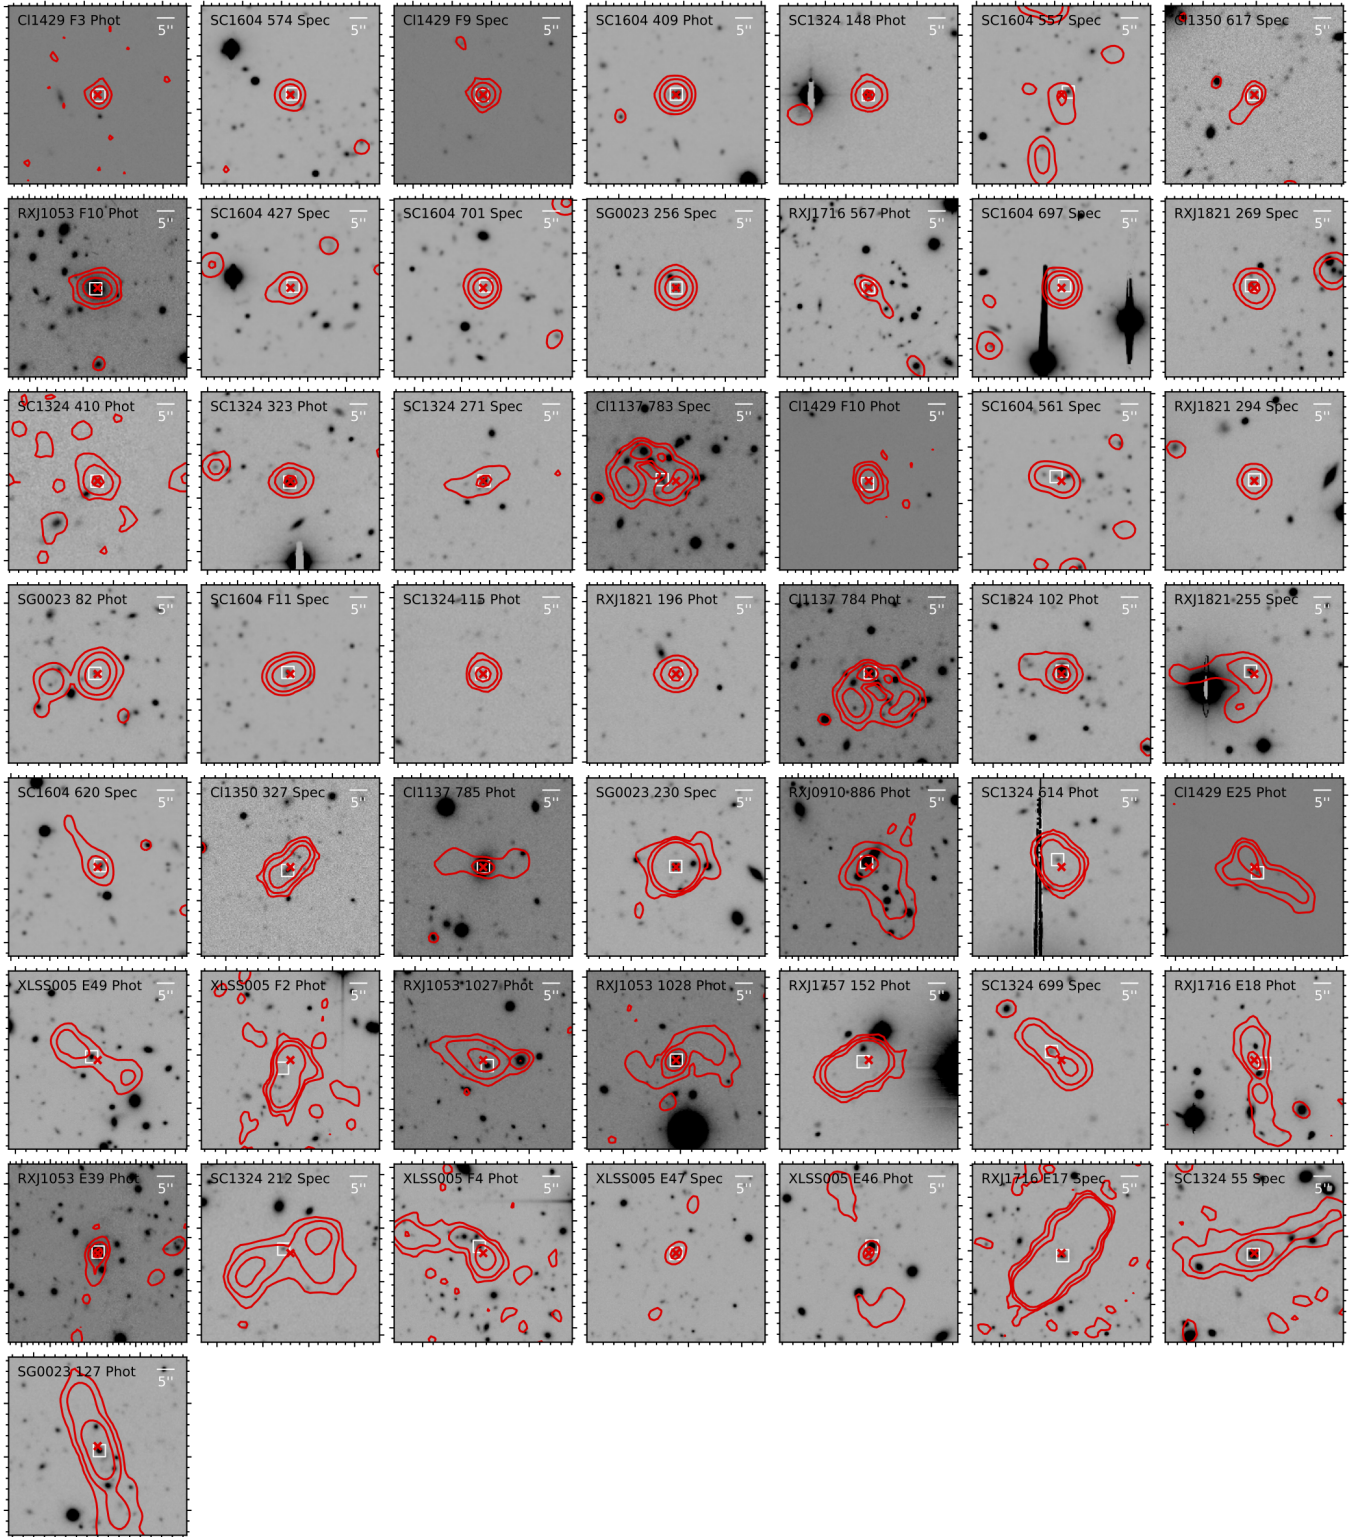 CI1429 F3 Phot
5''
SC1604 574 Spec
5''
CI1429 F9 Spec
5''
SC1604 409 Phot
5''
SC1324 148 Phot
5''
SC1604 557 Spec
5''
CI1350 617 Spec
5''
RXJ1053 F10 Phot
5''
SC1604 427 Spec
5''
SC1604 701 Spec
5''
SG0023 256 Spec
5''
RXJ1716 567 Phot
5''
SC1604 697 Spec
5''
RXJ1821 269 Spec
5''
SC1324 410 Phot
5''
SC1324 323 Phot
5''
SC1324 271 Spec
5''
CI1137 783 Spec
5''
CI1429 F10 Phot
5''
SC1604 561 Spec
5''
RXJ1821 294 Spec
5''
SG0023 82 Phot
5''
SC1604 F11 Spec
5''
SC1324 115 Phot
5''
RXJ1821 196 Phot
5''
CI1137 784 Phot
5''
SC1324 102 Phot
5''
RXJ1821 255 Spec
5''
SC1604 620 Spec
5''
CI1350 327 Spec
5''
CI1137 785 Phot
5''
SG0023 230 Spec
5''
RXJ0910 886 Phot
5''
SC1324 614 Phot
5''
CI1429 E25 Phot
5''
XLSS005 E49 Phot
5''
XLSS005 F2 Phot
5''
RXJ1053 1027 Phot
5''
RXJ1053 1028 Phot
5''
RXJ1757 152 Phot
5''
SC1324 699 Spec
5''
RXJ1716 E18 Phot
5''
RXJ1053 E39 Phot
5''
SC1324 212 Spec
5''
XLSS005 F4 Phot
5''
XLSS005 E47 Spec
5''
XLSS005 E46 Phot
5''
RXJ1716 E17 Spec
5''
SC1324 55 Spec
5''
SG0023 127 Phot
5''